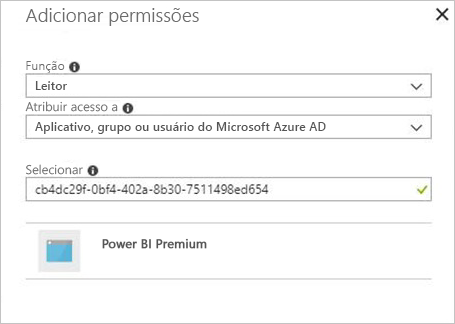 Adicionar permissões
Função
Leitor
Atribuir acesso a
Aplicativo, grupo ou usuário do Microsoft Azure AD
Selecionar
cb4dc29f-0bf4-402a-8b30-7511498ed654
Power BI Premium